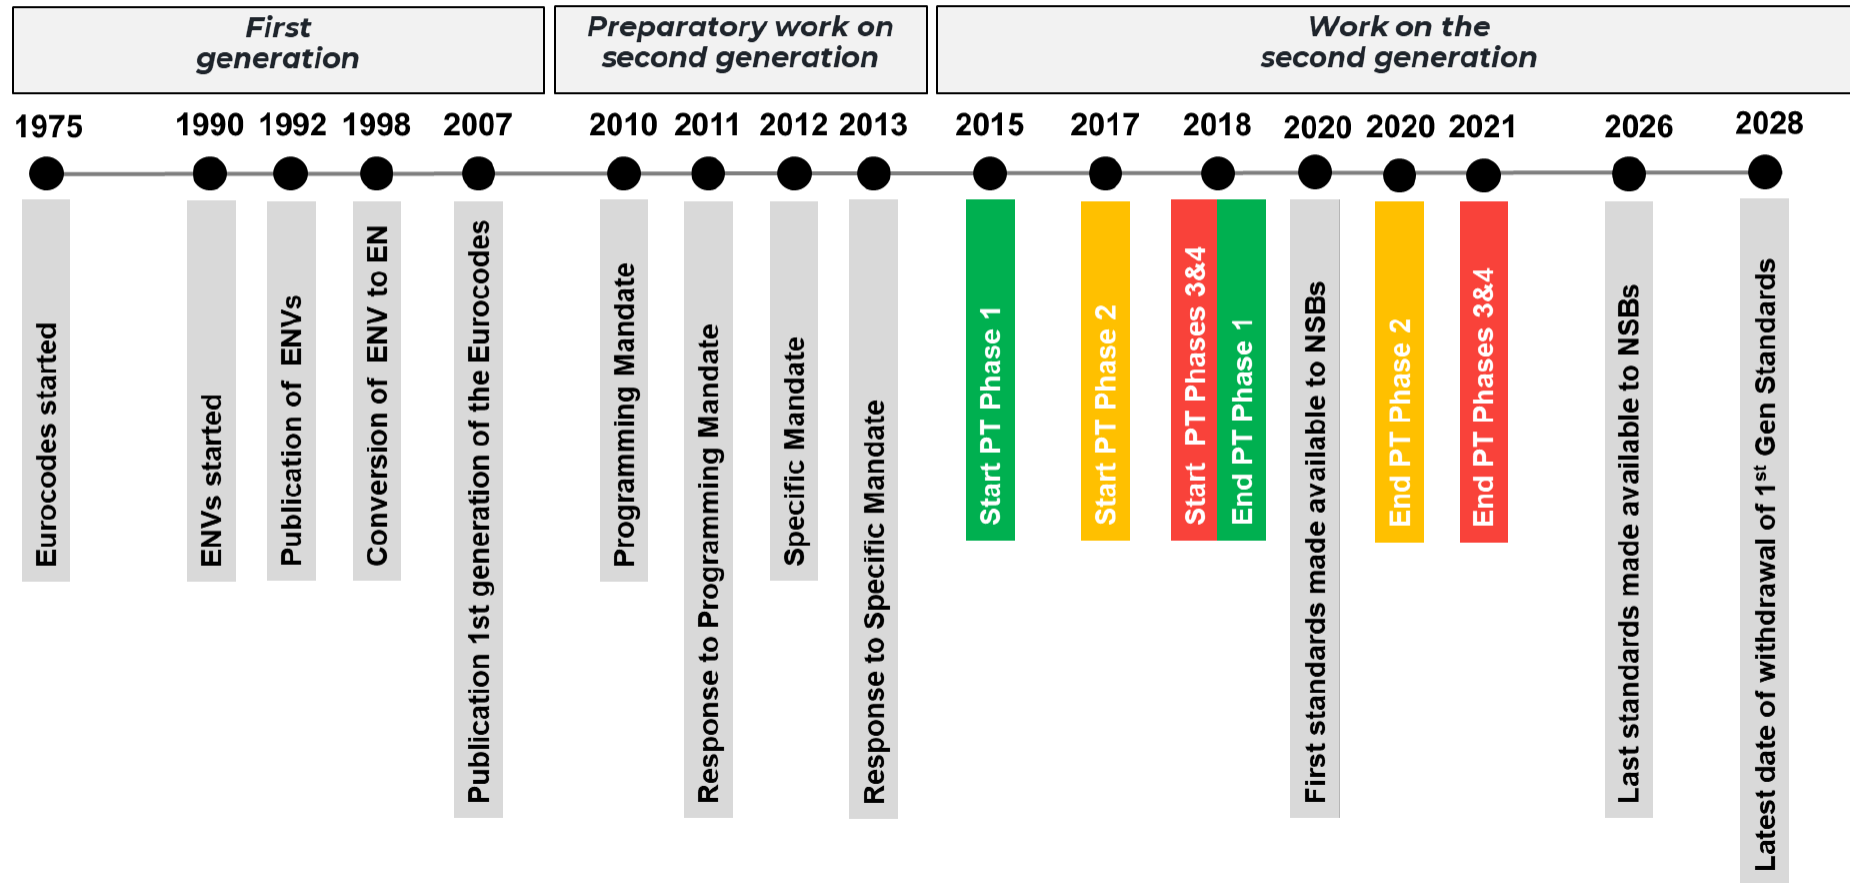 First
generation
Preparatory work on
second generation
Work on the
second generation
1975
1990
1992
1998
2007
2010
2011
2012
2013
2015
2017
2018
2020
2020
2021
2026
2028
Eurocodes started
ENVs started
Publication of ENVs
Conversion of ENV to EN
Publication 1st generation of the Eurocodes
Programming Mandate
Response to Programming Mandate
Specific Mandate
Response to Specific Mandate
Start PT Phase 1
Start PT Phase 2
Start PT Phases 3&4
End PT Phase 1
First standards made available to NSBs
End PT Phase 2
End PT Phases 3&4
Last standards made available to NSBs
Latest date of withdrawal of 1st Gen Standards